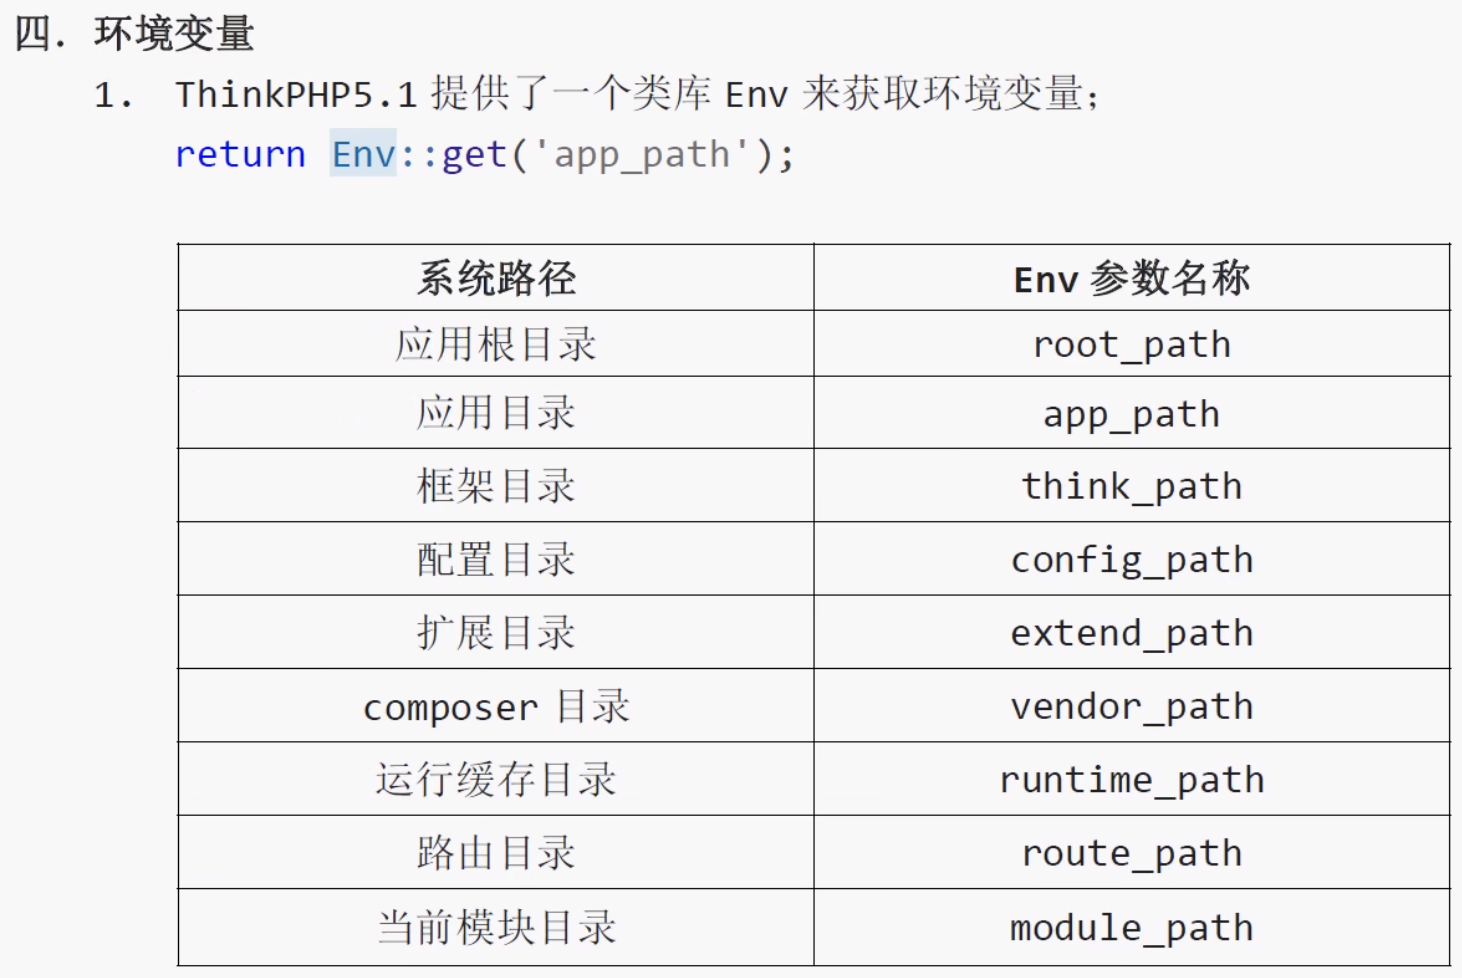 四. 环境变量
1. ThinkPHP5.1 提供了一个类库 Env 来获取环境变量;
return Env::get('app_path');
系统路径 Env 参数名称
应用根目录 root_path
应用目录 app_path
框架目录 think_path
配置目录 config_path
扩展目录 extend_path
composer 目录 vendor_path
运行缓存目录 runtime_path
路由目录 route_path
当前模块目录 module_path